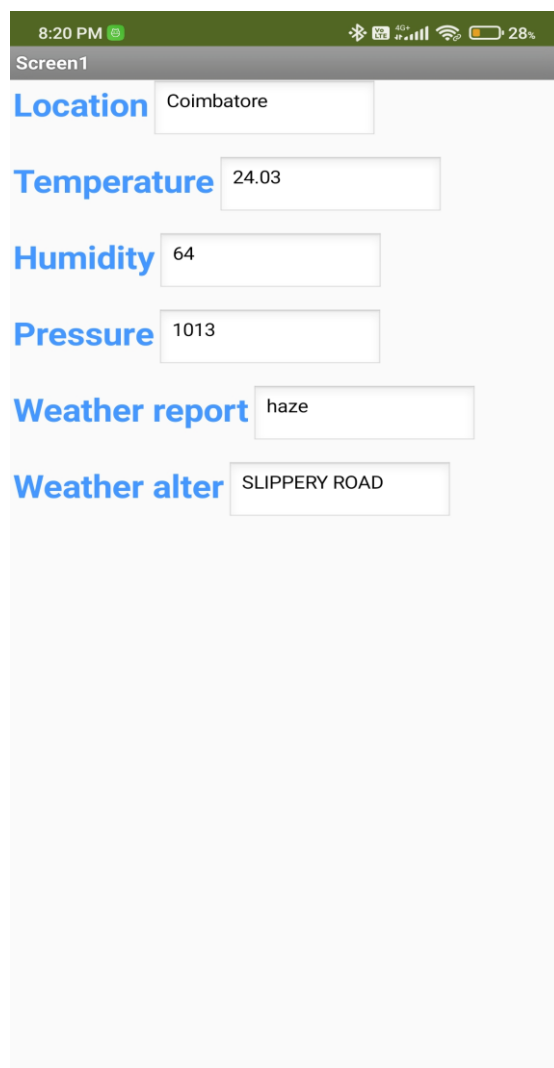 8:20 PM 4G+ 28%
Screen1
Location Coimbatore
Temperature 24.03
Humidity 64
Pressure 1013
Weather report haze
Weather alter SLIPPERY ROAD